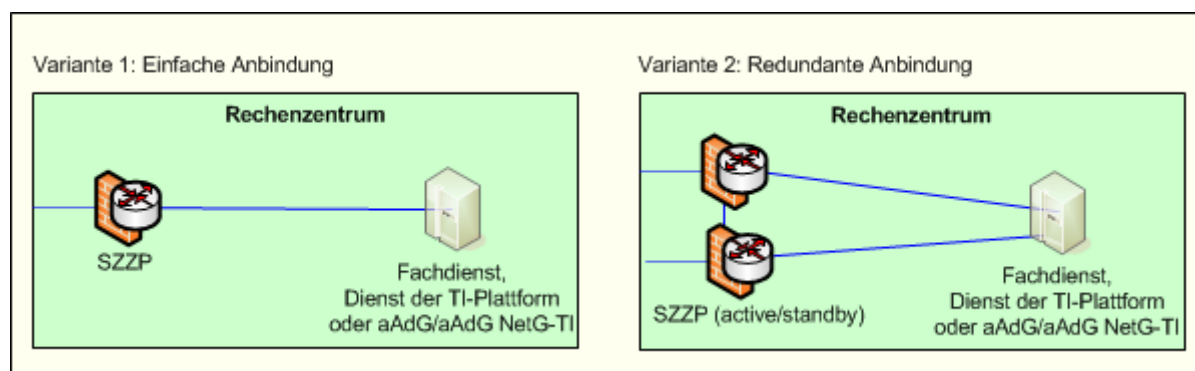 Variante 1: Einfache Anbindung
Rechenzentrum
SZZP
Fachdienst,
Dienst der TI-Plattform
oder aAdG/aAdG NetG-TI
Variante 2: Redundante Anbindung
Rechenzentrum
SZZP (active/standby)
Fachdienst,
Dienst der TI-Plattform
oder aAdG/aAdG NetG-TI